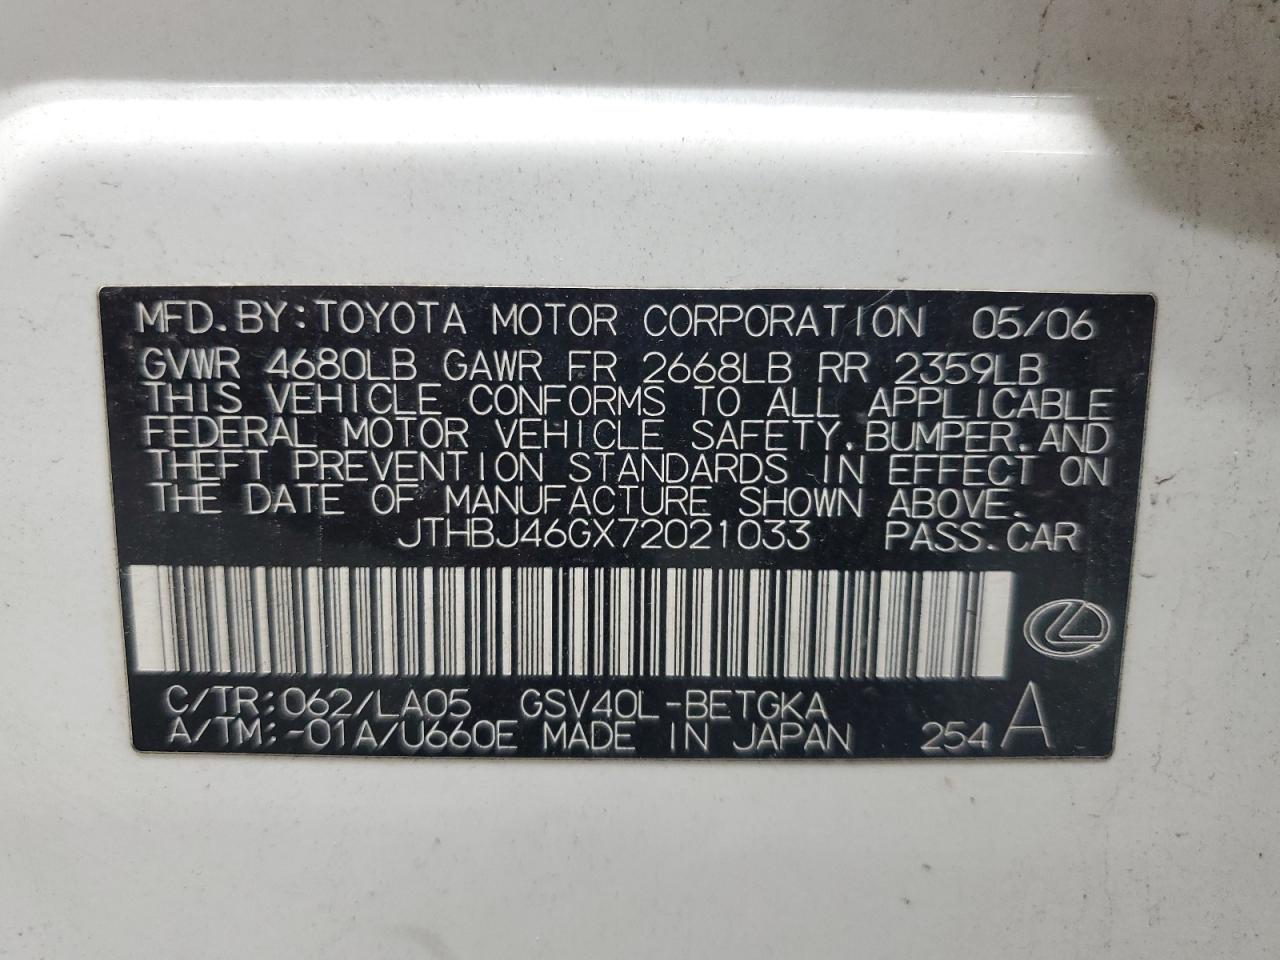 MFD.BY:TOYOTA MOTOR CORPORATION 05/06
GVWR 4680LB GAWR FR 2668LB RR 2359LB
THIS VEHICLE CONFORMS TO ALL APPLICABLE
FEDERAL MOTOR VEHICLE SAFETY,BUMPER,AND
THEFT PREVENTION STANDARDS IN EFFECT ON
THE DATE OF MANUFACTURE SHOWN ABOVE.
JTHBJ46GX72021033 PASS.CAR
C/TR:062/LA05 GSV40L-BETGKA
A/TM:-01A/U660E MADE IN JAPAN 254 A